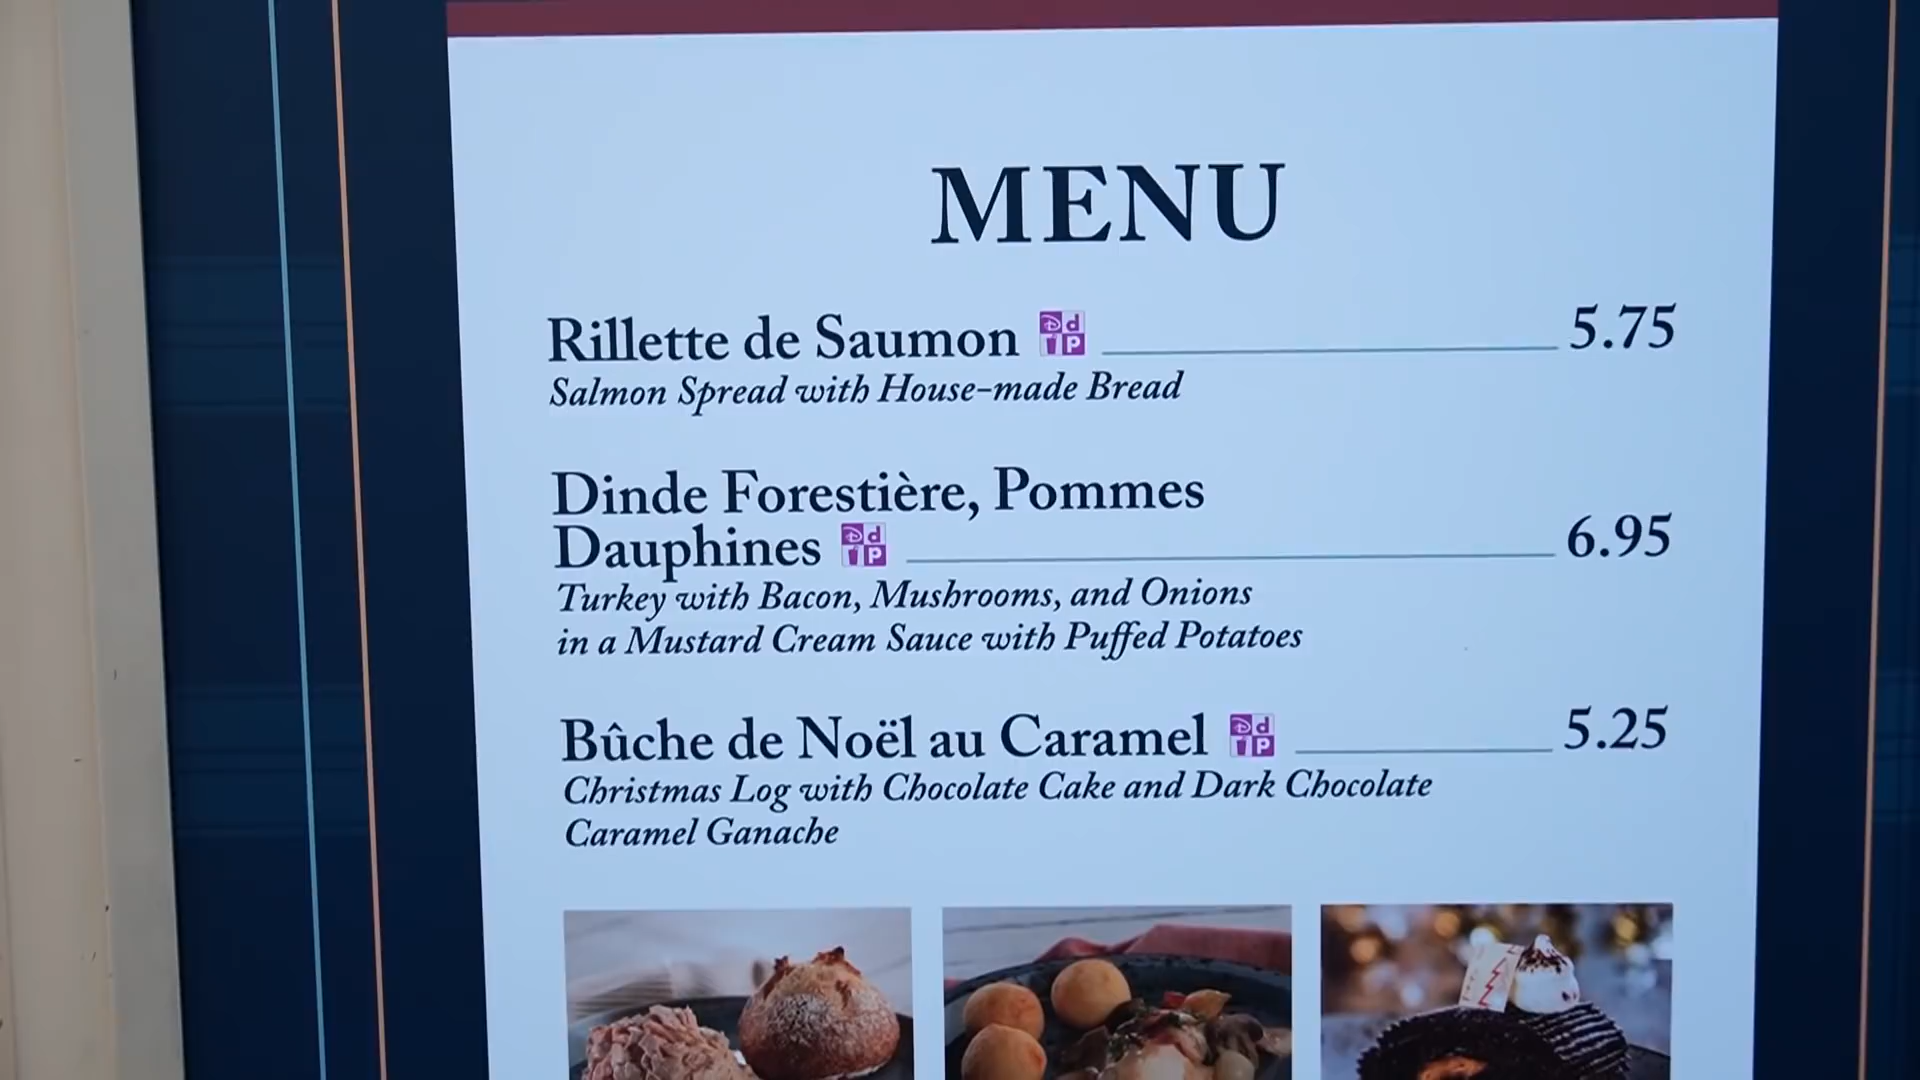 MENU
Rillette de Saumon 5.75
Salmon Spread with House-made Bread
Dinde Forestière, Pommes
Dauphines 6.95
Turkey with Bacon, Mushrooms, and Onions
in a Mustard Cream Sauce with Puffed Potatoes
Bûche de Noël au Caramel 5.25
Christmas Log with Chocolate Cake and Dark Chocolate
Caramel Ganache